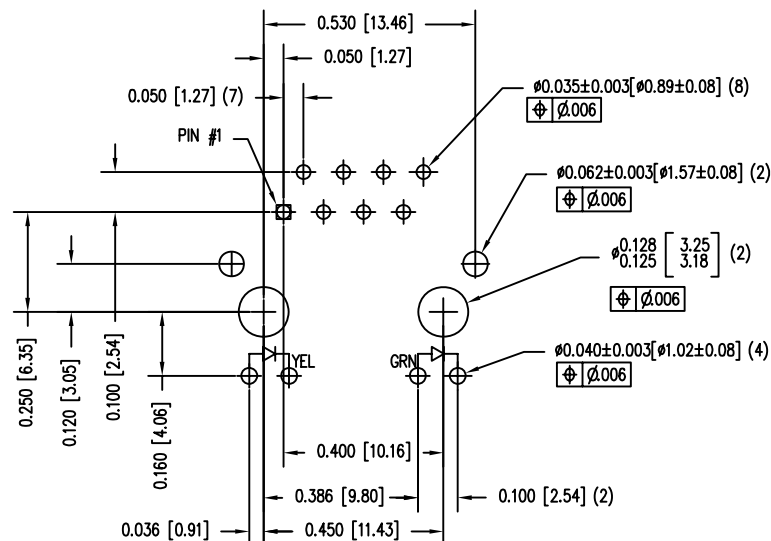 0.530 [13.46]
0.050 [1.27]
0.050 [1.27] (7)
ø0.035±0.003[ø0.89±0.08] (8)
⌖ Ø.006
PIN #1
ø0.062±0.003[ø1.57±0.08] (2)
⌖ Ø.006
ø0.128 [3.25] (2)
0.125 [3.18]
⌖ Ø.006
YEL
GRN
ø0.040±0.003[ø1.02±0.08] (4)
⌖ Ø.006
0.250 [6.35]
0.120 [3.05]
0.100 [2.54]
0.160 [4.06]
0.400 [10.16]
0.386 [9.80]
0.100 [2.54] (2)
0.036 [0.91]
0.450 [11.43]